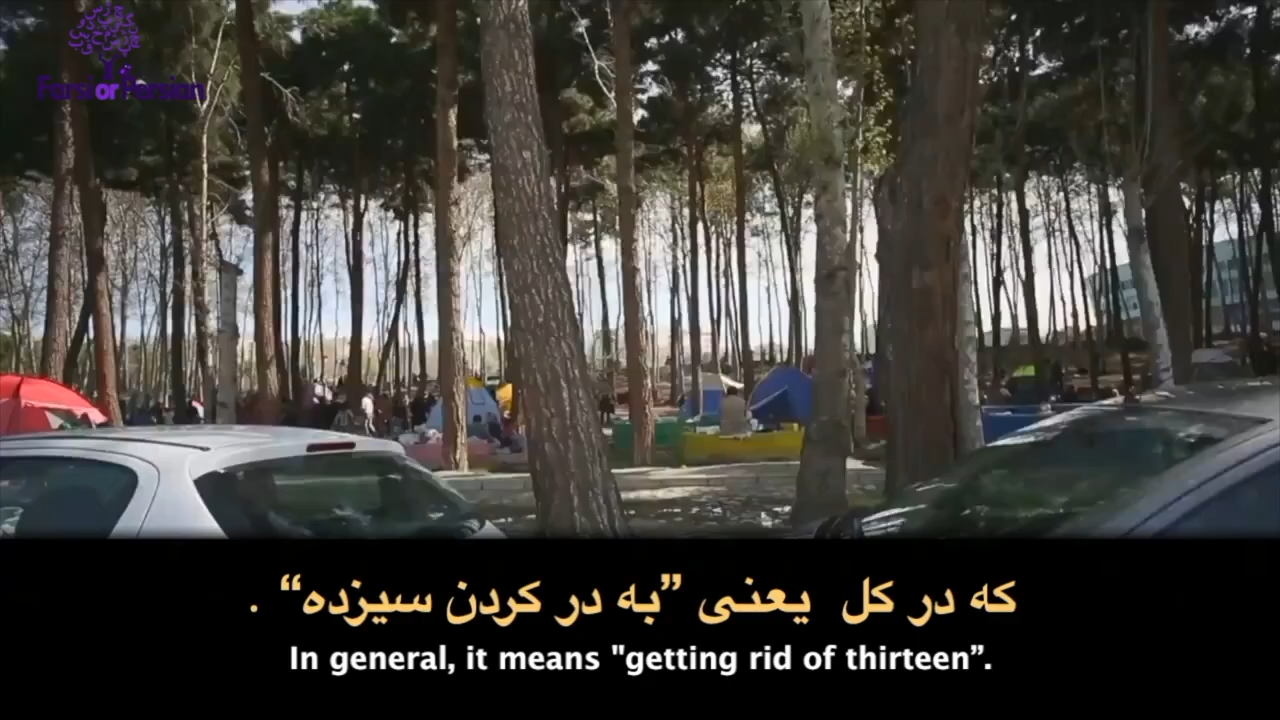 Farsi or Persian
که در کل یعنی ”به در کردن سیزده“ .
In general, it means "getting rid of thirteen”.